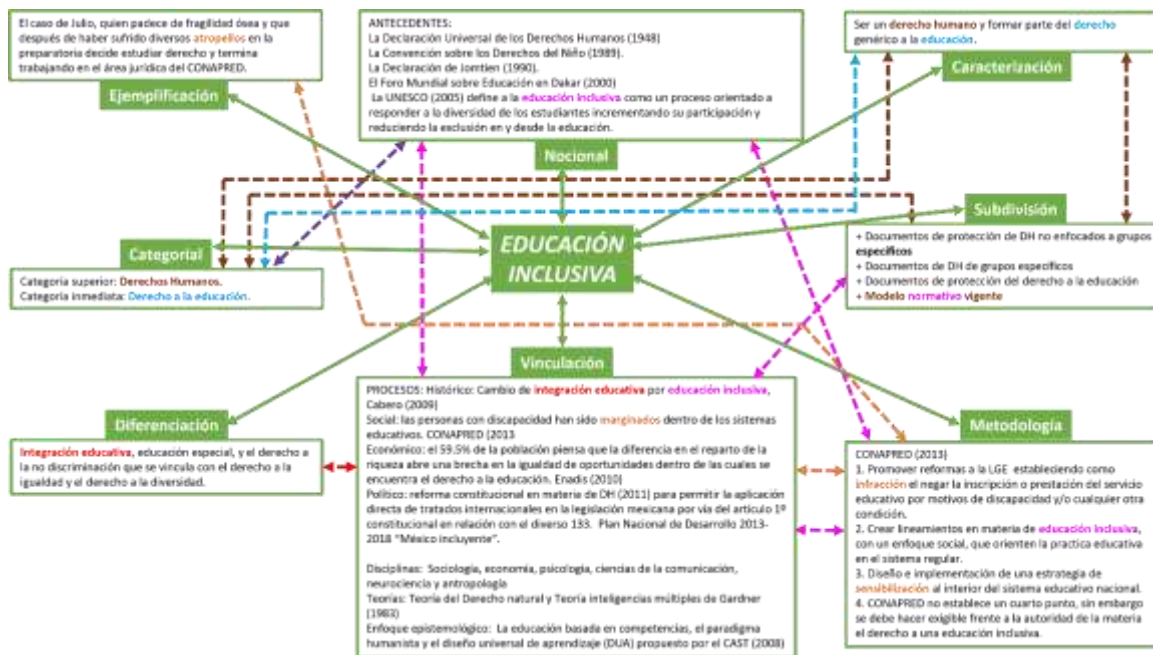 El caso de Julio, quien padece de fragilidad ósea y que
después de haber sufrido diversos atropellos en la
preparatoria decide estudiar derecho y termina
trabajando en el área jurídica del CONAPRED.
Ejemplificación
ANTECEDENTES:
La Declaración Universal de los Derechos Humanos (1948)
La Convención sobre los Derechos del Niño (1989).
La Declaración de Jomtien (1990).
El Foro Mundial sobre Educación en Dakar (2000)
La UNESCO (2005) define a la educación inclusiva como un proceso orientado a
responder a la diversidad de los estudiantes incrementando su participación y
reduciendo la exclusión en y desde la educación.
Nocional
Ser un derecho humano y formar parte del derecho
genérico a la educación.
Caracterización
Categorial
Categoría superior: Derechos Humanos.
Categoría inmediata: Derecho a la educación.
EDUCACIÓN
INCLUSIVA
Subdivisión
+ Documentos de protección de DH no enfocados a grupos
específicos
+ Documentos de DH de grupos específicos
+ Documentos de protección del derecho a la educación
+ Modelo normativo vigente
Diferenciación
Integración educativa, educación especial, y el derecho a
la no discriminación que se vincula con el derecho a la
igualdad y el derecho a la diversidad.
Vinculación
PROCESOS: Histórico: Cambio de integración educativa por educación inclusiva,
Cabero (2009)
Social: las personas con discapacidad han sido marginados dentro de los sistemas
educativos. CONAPRED (2013
Económico: el 59.5% de la población piensa que la diferencia en el reparto de la
riqueza abre una brecha en la igualdad de oportunidades dentro de las cuales se
encuentra el derecho a la educación. Enadis (2010)
Político: reforma constitucional en materia de DH (2011) para permitir la aplicación
directa de tratados internacionales en la legislación mexicana por vía del artículo 1º
constitucional en relación con el diverso 133. Plan Nacional de Desarrollo 2013-
2018 "México incluyente".
Disciplinas: Sociología, economía, psicología, ciencias de la comunicación,
neurociencia y antropología
Teorías: Teoría del Derecho natural y Teoría inteligencias múltiples de Gardner
(1983)
Enfoque epistemológico: La educación basada en competencias, el paradigma
humanista y el diseño universal de aprendizaje (DUA) propuesto por el CAST (2008)
Metodología
CONAPRED (2013)
1. Promover reformas a la LGE estableciendo como
infracción el negar la inscripción o prestación del servicio
educativo por motivos de discapacidad y/o cualquier otra
condición.
2. Crear lineamientos en materia de educación inclusiva,
con un enfoque social, que orienten la practica educativa
en el sistema regular.
3. Diseño e implementación de una estrategia de
sensibilización al interior del sistema educativo nacional.
4. CONAPRED no establece un cuarto punto, sin embargo
se debe hacer exigible frente a la autoridad de la materia
el derecho a una educación inclusiva.